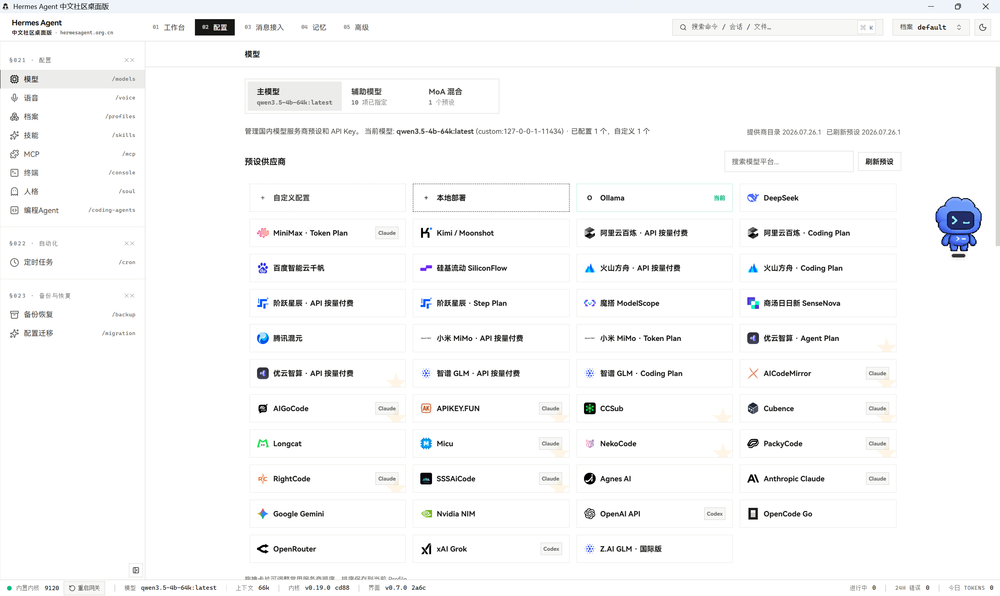 Hermes Agent 中文社区桌面版
Hermes Agent
中文社区桌面版 · hermesagent.org.cn
01 工作台
02 配置
03 消息接入
04 记忆
05 高级
搜索命令 / 会话 / 文件...
⌘ K
档案 default
§021 · 配置
模型 /models
语音 /voice
档案 /profiles
技能 /skills
MCP /mcp
终端 /console
人格 /soul
编程Agent /coding-agents
§022 · 自动化
定时任务 /cron
§023 · 备份与恢复
备份恢复 /backup
配置迁移 /migration
模型
主模型
qwen3.5-4b-64k:latest
辅助模型
10 项已指定
MoA 混合
1 个预设
管理国内模型服务商预设和 API Key。 当前模型: qwen3.5-4b-64k:latest (custom:127-0-0-1-11434) · 已配置 1 个，自定义 1 个
提供商目录 2026.07.26.1 已刷新预设 2026.07.26.1
预设供应商
搜索模型平台...
刷新预设
+ 自定义配置
+ 本地部署
O Ollama 当前
DeepSeek
MiniMax · Token Plan Claude
Kimi / Moonshot
阿里云百炼 · API 按量付费
阿里云百炼 · Coding Plan
百度智能云千帆
硅基流动 SiliconFlow
火山方舟 · API 按量付费
火山方舟 · Coding Plan
阶跃星辰 · API 按量付费
阶跃星辰 · Step Plan
魔搭 ModelScope
商汤日日新 SenseNova
腾讯混元
小米 MiMo · API 按量付费
小米 MiMo · Token Plan
优云智算 · Agent Plan
优云智算 · API 按量付费
智谱 GLM · API 按量付费
智谱 GLM · Coding Plan
AICodeMirror Claude
AIGoCode Claude
APIKEY.FUN Claude
CCSub
Cubence Claude
Longcat
Micu Claude
NekoCode
PackyCode Claude
RightCode Claude
SSSAiCode Claude
Agnes AI
Anthropic Claude Claude
Google Gemini
Nvidia NIM
OpenAI API Codex
OpenCode Go
OpenRouter
xAI Grok Codex
Z.AI GLM · 国际版
拖拽卡片可调整常用服务商顺序，排序保存到当前 Profile
内置内核 9120
重启网关
模型 qwen3.5-4b-64k:latest
上下文 66k
内核 v0.19.0 cd88
界面 v0.7.0 2a6c
进行中 0
24H 错误 0
今日 TOKENS 0